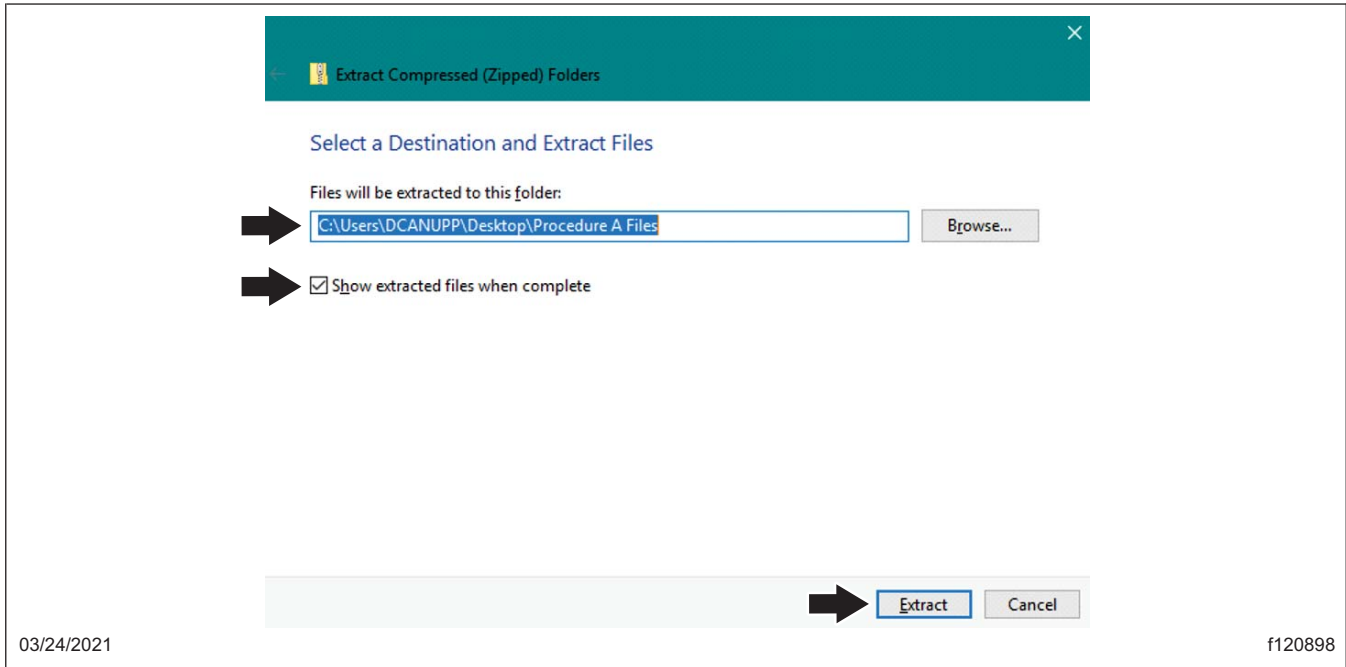 Extract Compressed (Zipped) Folders
Select a Destination and Extract Files
Files will be extracted to this folder:
C:\Users\DCANUPP\Desktop\Procedure A Files
Browse...
Show extracted files when complete
Extract Cancel
03/24/2021 f120898